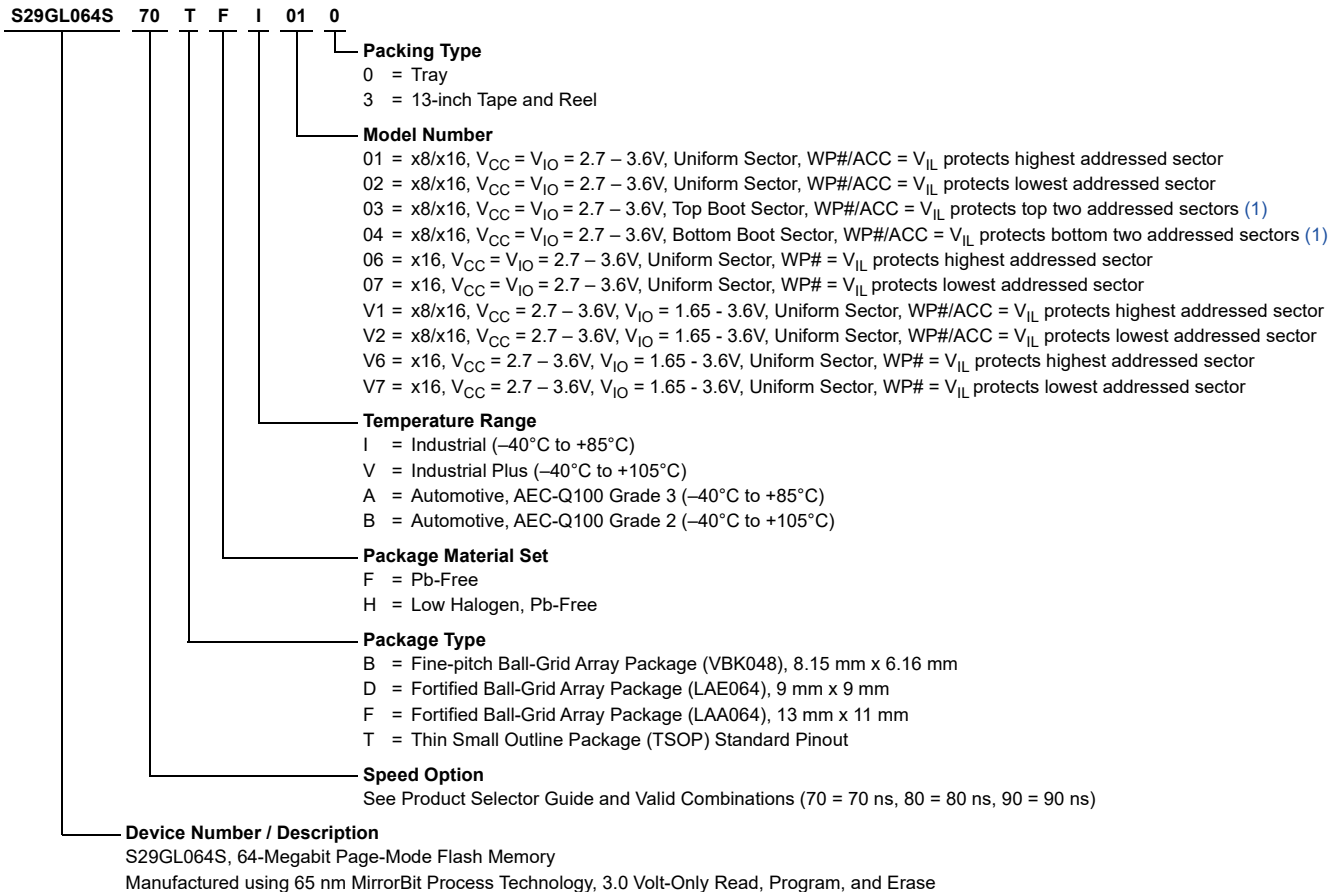 S29GL064S 70 T F I 01 0
Packing Type
0 = Tray
3 = 13-inch Tape and Reel
Model Number
01 = x8/x16, VCC = VIO = 2.7 – 3.6V, Uniform Sector, WP#/ACC = VIL protects highest addressed sector
02 = x8/x16, VCC = VIO = 2.7 – 3.6V, Uniform Sector, WP#/ACC = VIL protects lowest addressed sector
03 = x8/x16, VCC = VIO = 2.7 – 3.6V, Top Boot Sector, WP#/ACC = VIL protects top two addressed sectors (1)
04 = x8/x16, VCC = VIO = 2.7 – 3.6V, Bottom Boot Sector, WP#/ACC = VIL protects bottom two addressed sectors (1)
06 = x16, VCC = VIO = 2.7 – 3.6V, Uniform Sector, WP# = VIL protects highest addressed sector
07 = x16, VCC = VIO = 2.7 – 3.6V, Uniform Sector, WP# = VIL protects lowest addressed sector
V1 = x8/x16, VCC = 2.7 – 3.6V, VIO = 1.65 - 3.6V, Uniform Sector, WP#/ACC = VIL protects highest addressed sector
V2 = x8/x16, VCC = 2.7 – 3.6V, VIO = 1.65 - 3.6V, Uniform Sector, WP#/ACC = VIL protects lowest addressed sector
V6 = x16, VCC = 2.7 – 3.6V, VIO = 1.65 - 3.6V, Uniform Sector, WP# = VIL protects highest addressed sector
V7 = x16, VCC = 2.7 – 3.6V, VIO = 1.65 - 3.6V, Uniform Sector, WP# = VIL protects lowest addressed sector
Temperature Range
I = Industrial (–40°C to +85°C)
V = Industrial Plus (–40°C to +105°C)
A = Automotive, AEC-Q100 Grade 3 (–40°C to +85°C)
B = Automotive, AEC-Q100 Grade 2 (–40°C to +105°C)
Package Material Set
F = Pb-Free
H = Low Halogen, Pb-Free
Package Type
B = Fine-pitch Ball-Grid Array Package (VBK048), 8.15 mm x 6.16 mm
D = Fortified Ball-Grid Array Package (LAE064), 9 mm x 9 mm
F = Fortified Ball-Grid Array Package (LAA064), 13 mm x 11 mm
T = Thin Small Outline Package (TSOP) Standard Pinout
Speed Option
See Product Selector Guide and Valid Combinations (70 = 70 ns, 80 = 80 ns, 90 = 90 ns)
Device Number / Description
S29GL064S, 64-Megabit Page-Mode Flash Memory
Manufactured using 65 nm MirrorBit Process Technology, 3.0 Volt-Only Read, Program, and Erase